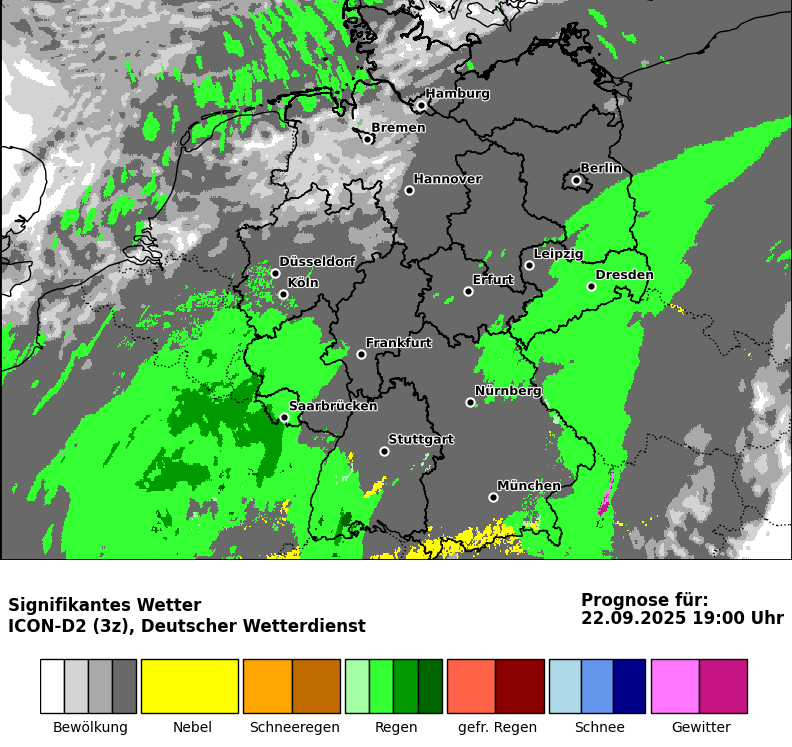 Hamburg
Bremen
Berlin
Hannover
Leipzig
Düsseldorf
Dresden
Köln
Erfurt
Frankfurt
Nürnberg
Saarbrücken
Stuttgart
München
Signifikantes Wetter
ICON-D2 (3z), Deutscher Wetterdienst
Prognose für:
22.09.2025 19:00 Uhr
Bewölkung Nebel Schneeregen Regen gefr. Regen Schnee Gewitter